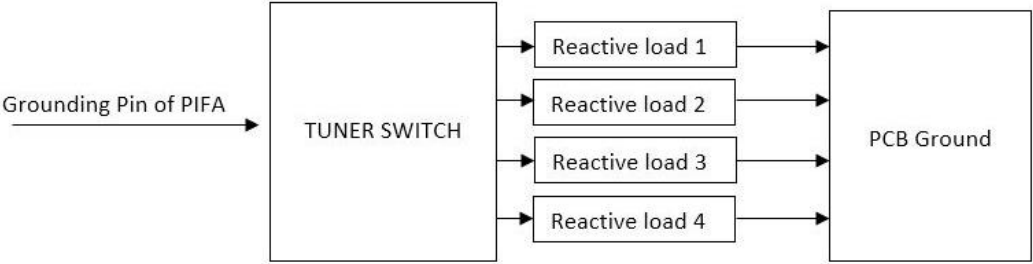 Grounding Pin of PIFA
TUNER SWITCH
Reactive load 1
Reactive load 2
Reactive load 3
Reactive load 4
PCB Ground